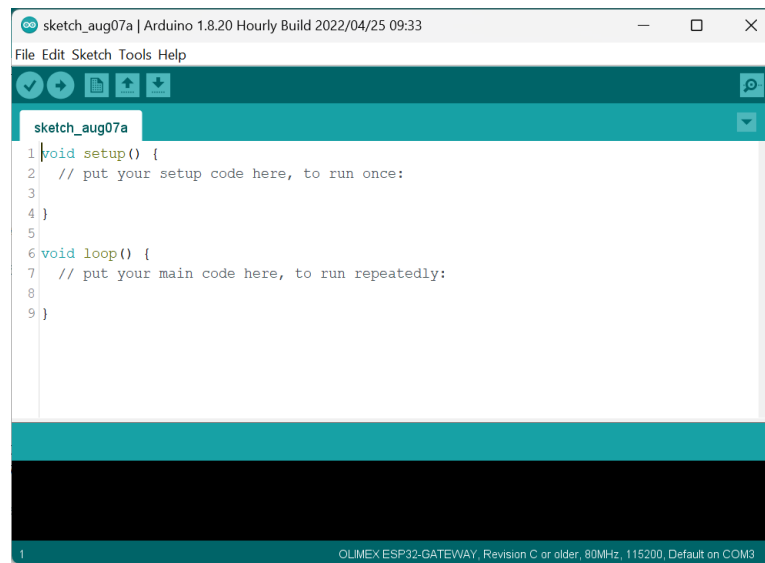 sketch_aug07a | Arduino 1.8.20 Hourly Build 2022/04/25 09:33
File Edit Sketch Tools Help
sketch_aug07a
1 void setup() {
2   // put your setup code here, to run once:
3
4 }
5
6 void loop() {
7   // put your main code here, to run repeatedly:
8
9 }
1 OLIMEX ESP32-GATEWAY, Revision C or older, 80MHz, 115200, Default on COM3